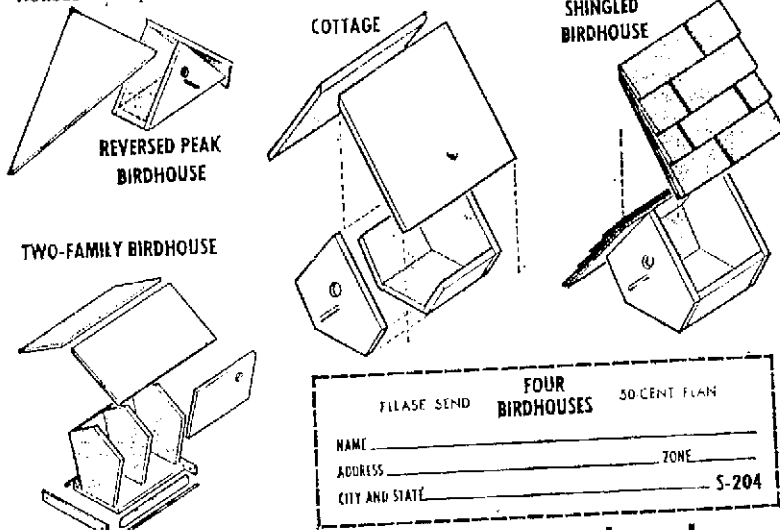 COTTAGE
SHINGLED
BIRDHOUSE
REVERSED PEAK
BIRDHOUSE
TWO-FAMILY BIRDHOUSE
PLEASE SEND FOUR BIRDHOUSES 50-CENT PLAN
NAME
ADDRESS ZONE
CITY AND STATE S-204